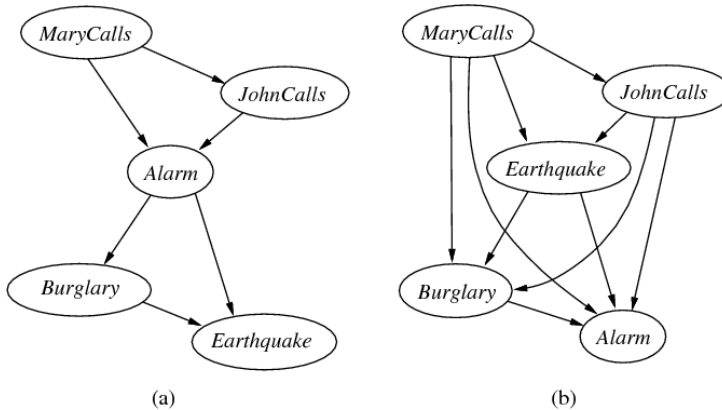 MaryCalls
JohnCalls
Alarm
Burglary
Earthquake
(a)
MaryCalls
JohnCalls
Earthquake
Burglary
Alarm
(b)